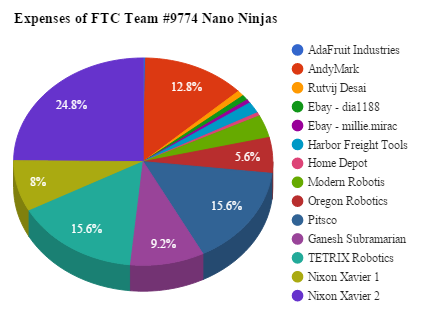 Expenses of FTC Team #9774 Nano Ninjas
AdaFruit Industries
AndyMark
Rutvij Desai
Ebay - dia1188
Ebay - millie.mirac
Harbor Freight Tools
Home Depot
Modern Robotis
Oregon Robotics
Pitsco
Ganesh Subramarian
TETRIX Robotics
Nixon Xavier 1
Nixon Xavier 2
12.8%
24.8%
5.6%
8%
15.6%
15.6%
9.2%